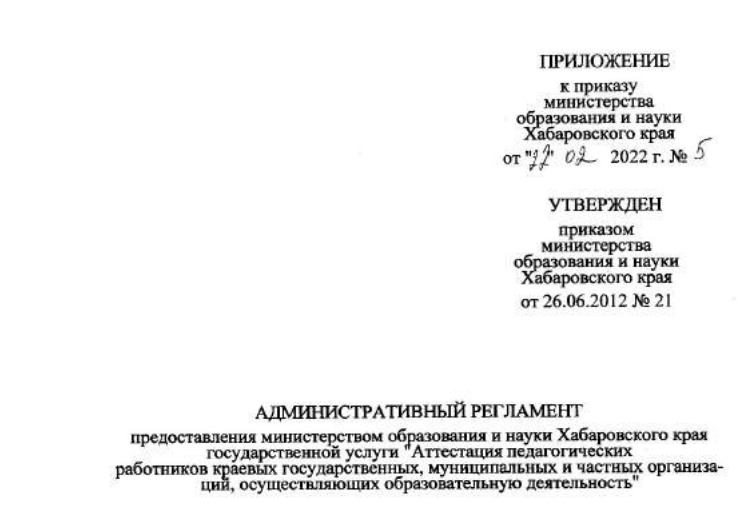 ПРИЛОЖЕНИЕ
к приказу
министерства
образования и науки
Хабаровского края
от " " 02 2022 г. № 5
УТВЕРЖДЕН
приказом
министерства
образования и науки
Хабаровского края
от 26.06.2012 № 21
АДМИНИСТРАТИВНЫЙ РЕГЛАМЕНТ
предоставления министерством образования и науки Хабаровского края
государственной услуги "Аттестация педагогических
работников краевых государственных, муниципальных и частных организа-
ций, осуществляющих образовательную деятельность"